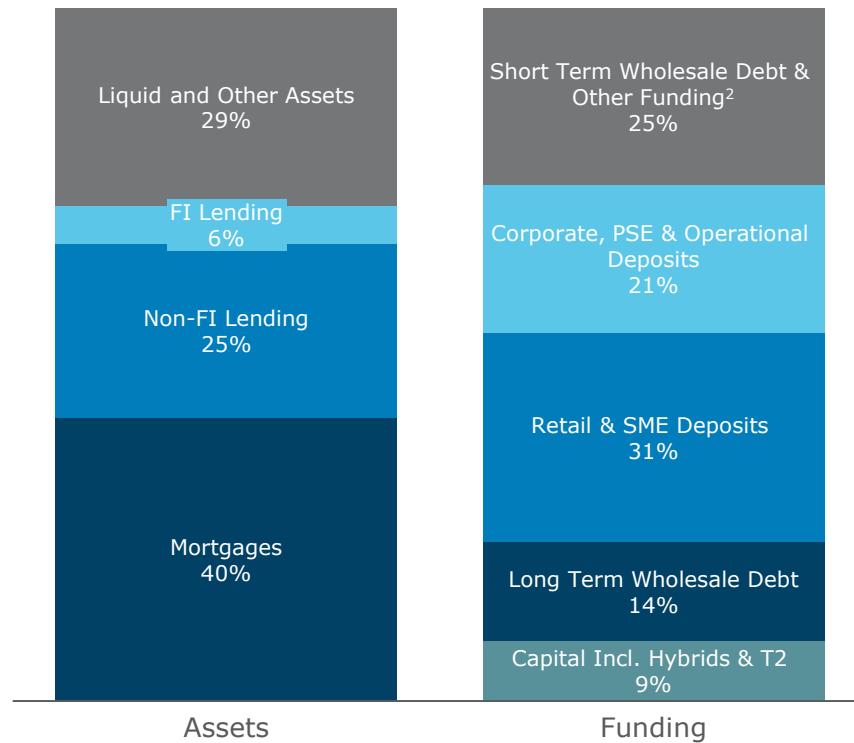 Liquid and Other Assets
29%
FI Lending
6%
Non-FI Lending
25%
Mortgages
40%
Assets
Short Term Wholesale Debt &
Other Funding²
25%
Corporate, PSE & Operational
Deposits
21%
Retail & SME Deposits
31%
Long Term Wholesale Debt
14%
Capital Incl. Hybrids & T2
9%
Funding